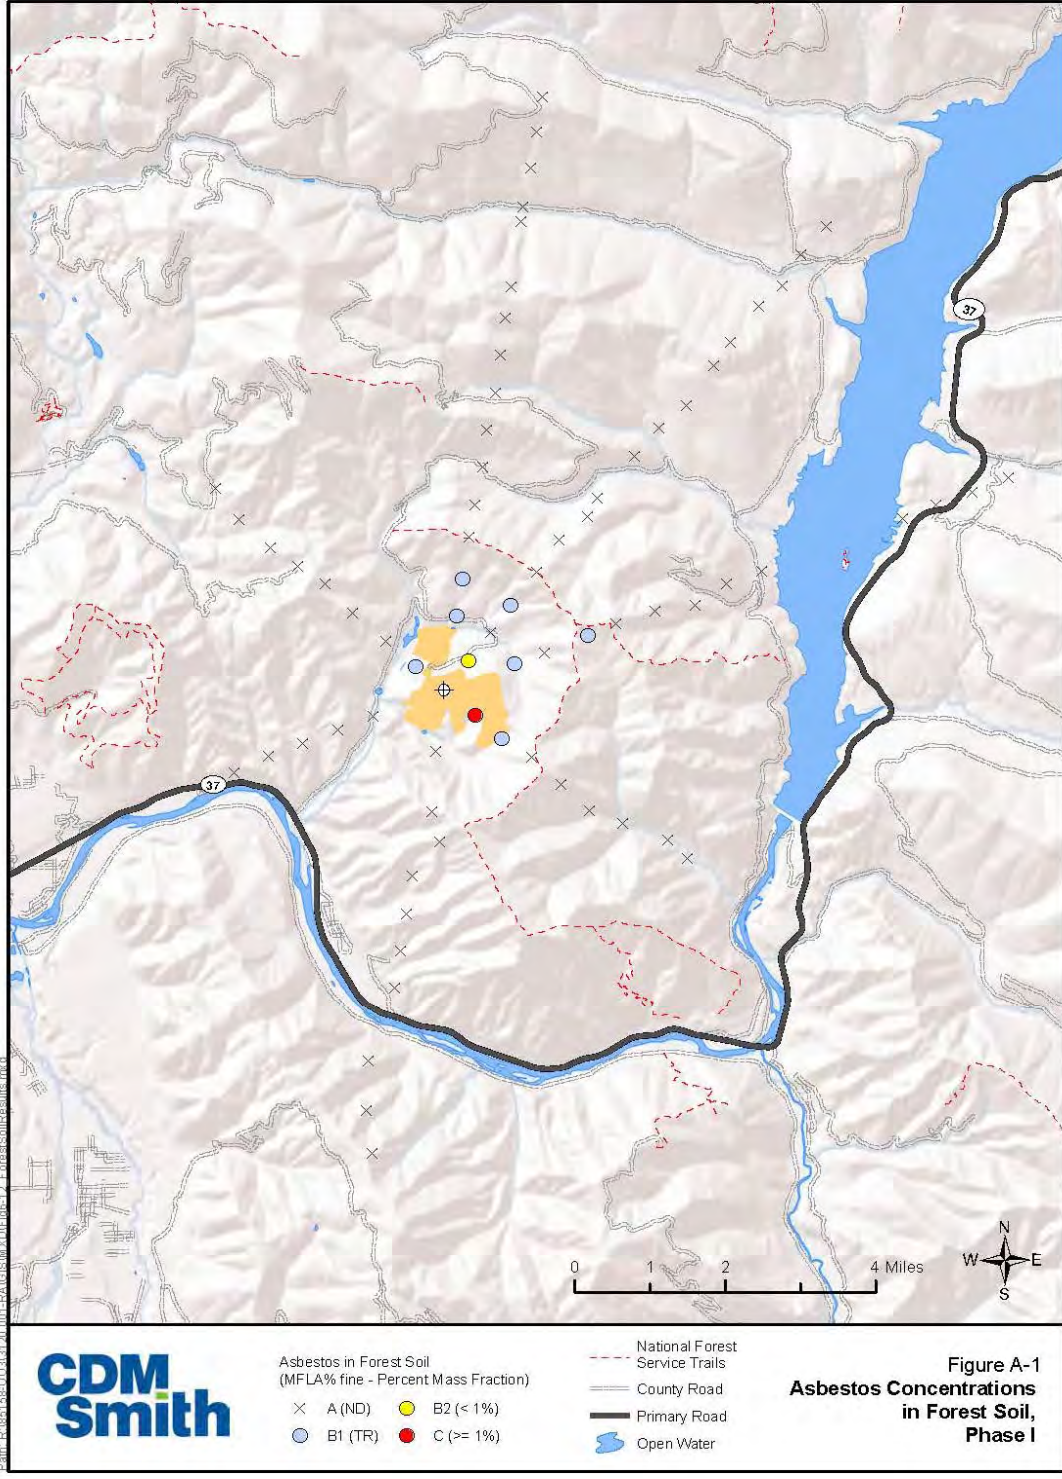 37
37
0 1 2 4 Miles
N
W E
S
CDM
Smith
Asbestos in Forest Soil
(MFLA% fine - Percent Mass Fraction)
A (ND) B2 (< 1%)
B1 (TR) C (>= 1%)
National Forest
Service Trails
County Road
Primary Road
Open Water
Figure A-1
Asbestos Concentrations
in Forest Soil,
Phase I